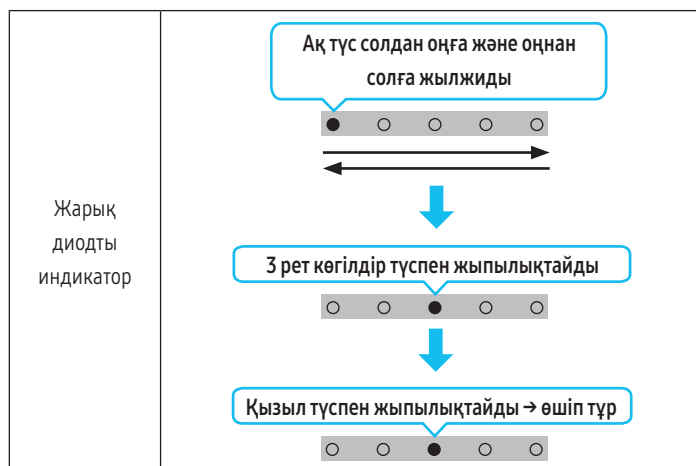 Ақ түс солдан оңға және оңнан
солға жылжиды
Жарық
диодты
индикатор
3 рет көгілдір түспен жыпылықтайды
Қызыл түспен жыпылықтайды → өшіп тұр